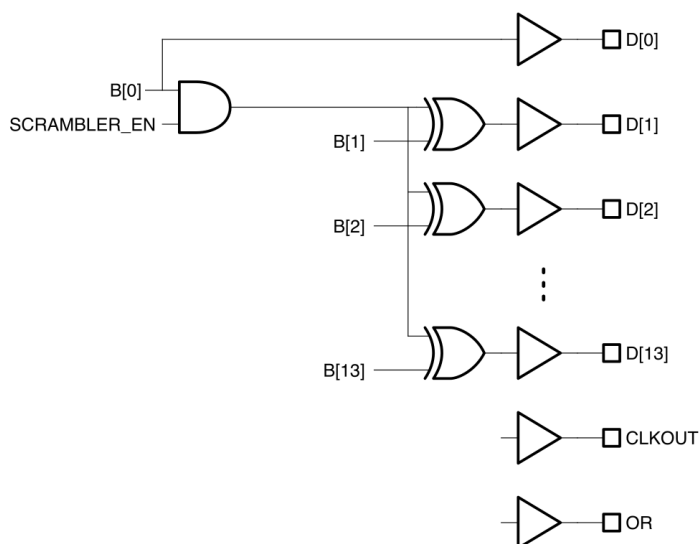 D[0]
B[0]
SCRAMBLER_EN
D[1]
B[1]
D[2]
B[2]
D[13]
B[13]
CLKOUT
OR